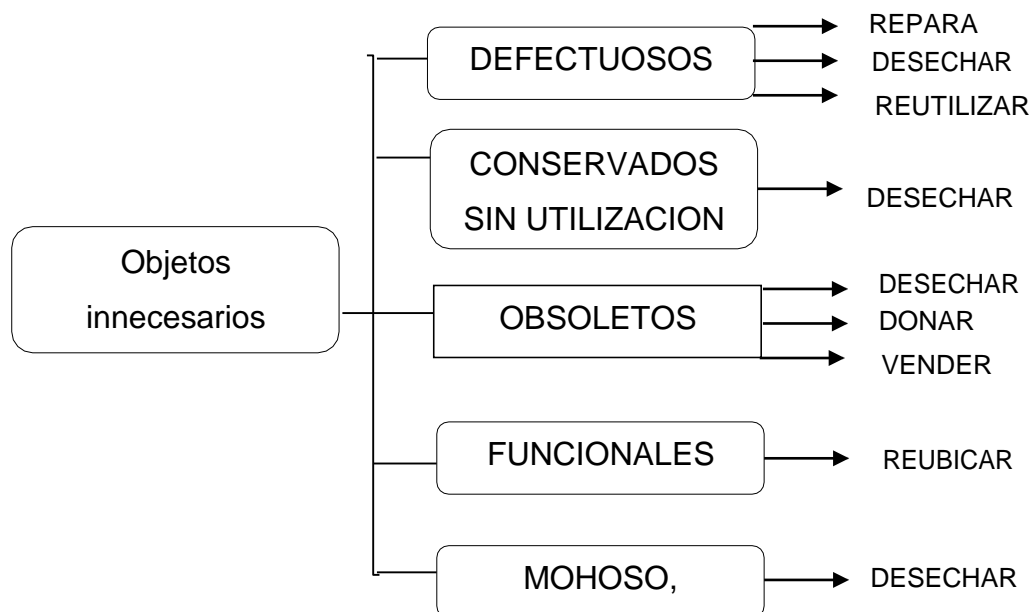 Objetos
innecesarios
DEFECTUOSOS
REPARA
DESECHAR
REUTILIZAR
CONSERVADOS
SIN UTILIZACION
DESECHAR
OBSOLETOS
DESECHAR
DONAR
VENDER
FUNCIONALES
REUBICAR
MOHOSO,
DESECHAR